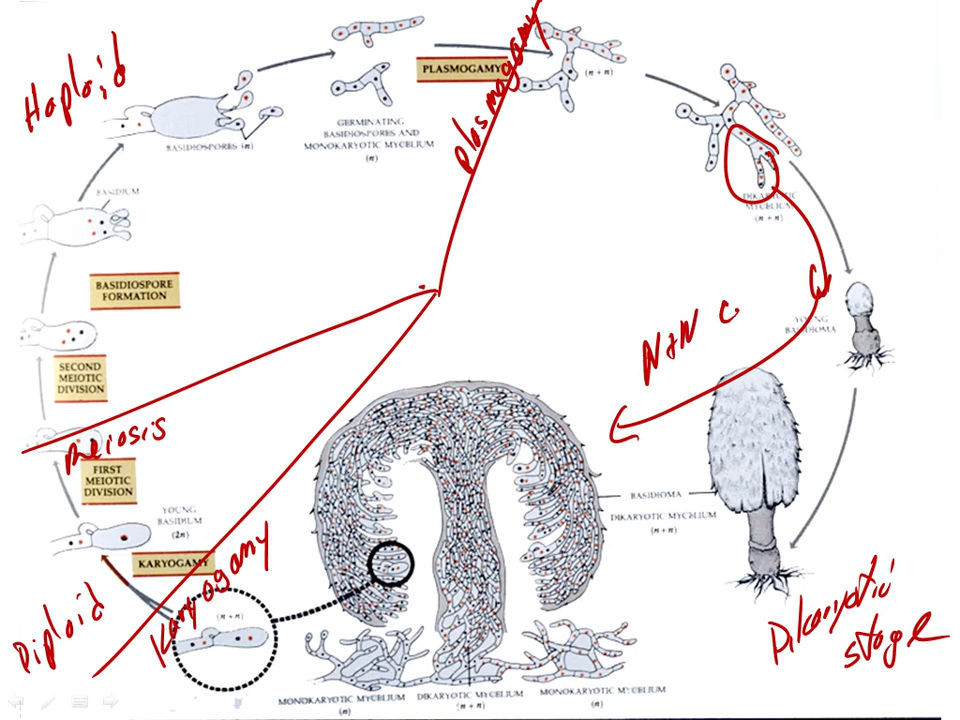 Haploid
PLASMOGAMY
plasmogamy
(n + n)
BASIDIOSPORES (n)
GERMINATING
BASIDIOSPORES AND
MONOKARYOTIC MYCELIUM
(n)
BASIDIUM
DIKARYOTIC
MYCELIUM
(n + n)
BASIDIOSPORE
FORMATION
N+N
YOUNG
BASIDIOMA
SECOND
MEIOTIC
DIVISION
meiosis
FIRST
MEIOTIC
DIVISION
YOUNG
BASIDIUM
(2n)
BASIDIOMA
DIKARYOTIC MYCELIUM
(n + n)
KARYOGAMY
Karyogamy
Diploid
(n + n)
Dikaryotic
stage
MONOKARYOTIC MYCELIUM
(n)
DIKARYOTIC MYCELIUM
(n + n)
MONOKARYOTIC MYCELIUM
(n)